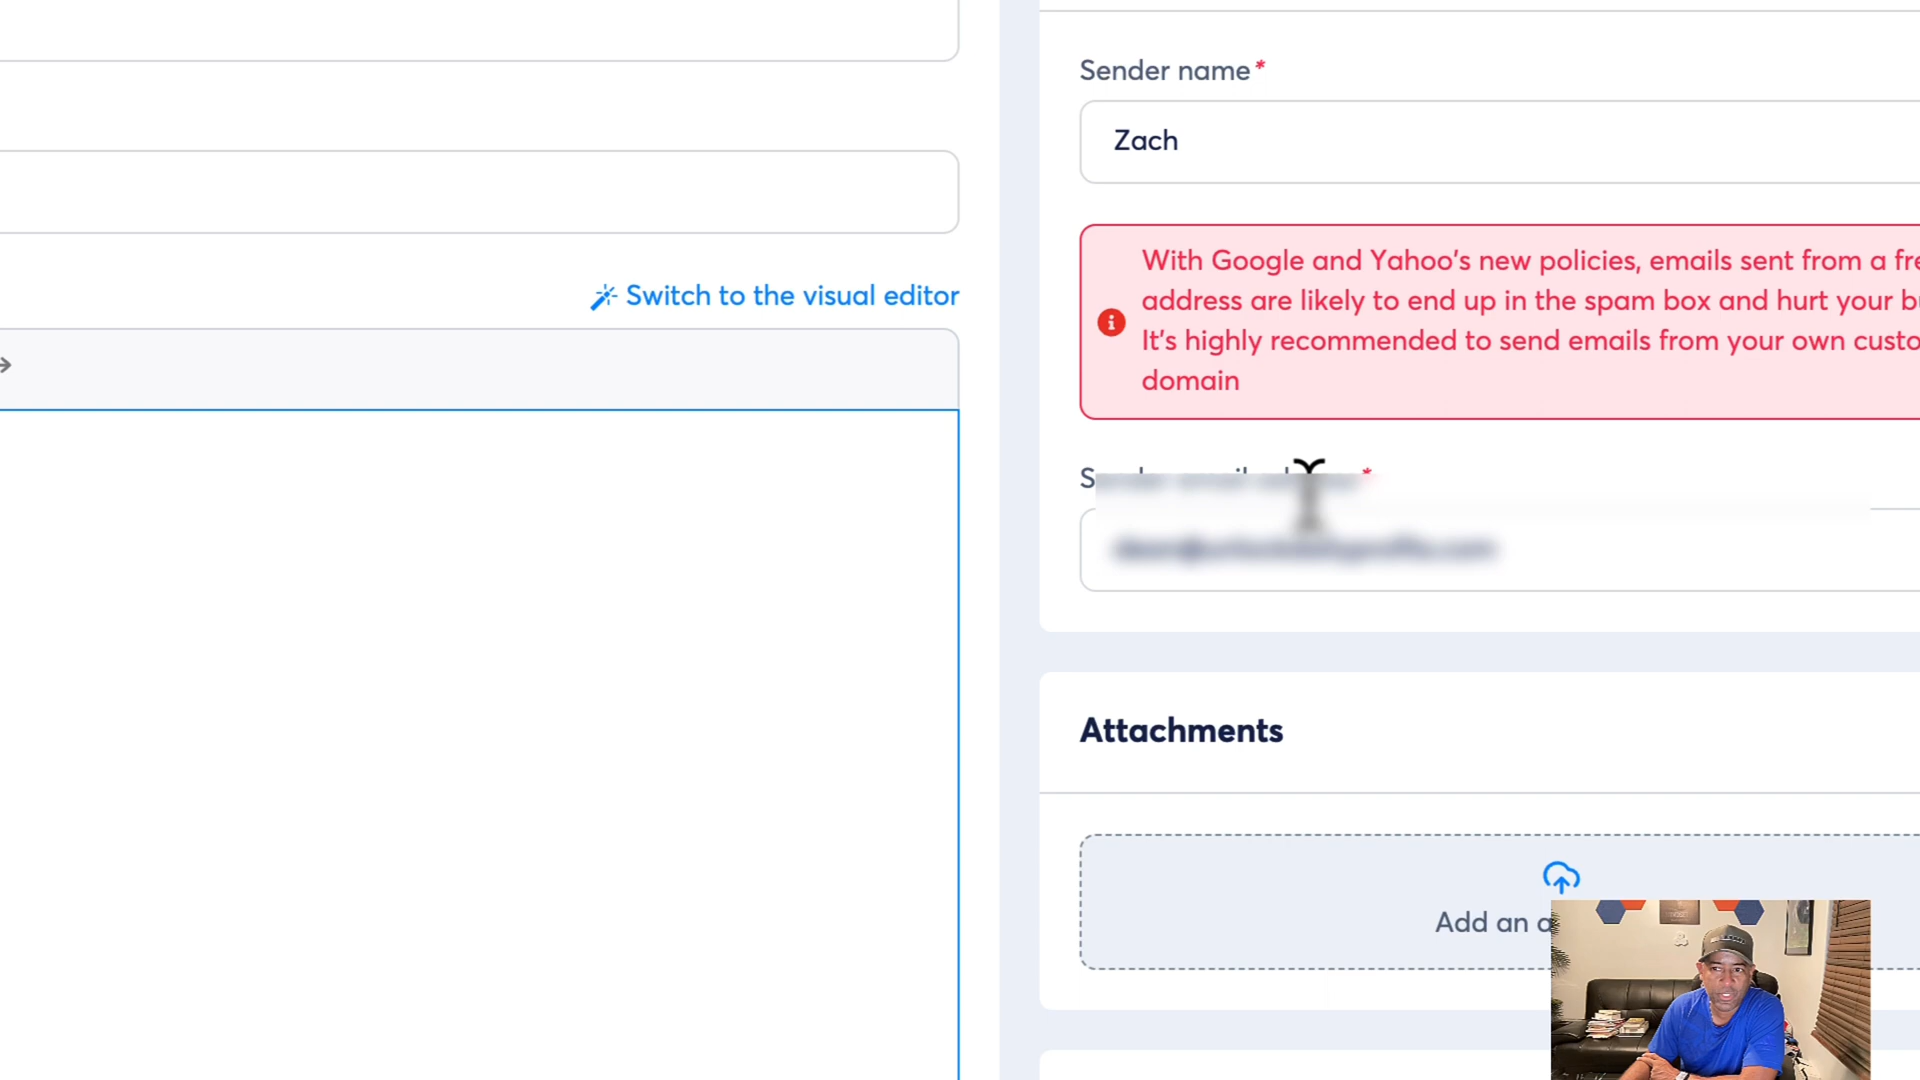 Switch to the visual editor
Sender name*
Zach
With Google and Yahoo's new policies, emails sent from a fre
address are likely to end up in the spam box and hurt your bu
It's highly recommended to send emails from your own custo
domain
Attachments
Add an a